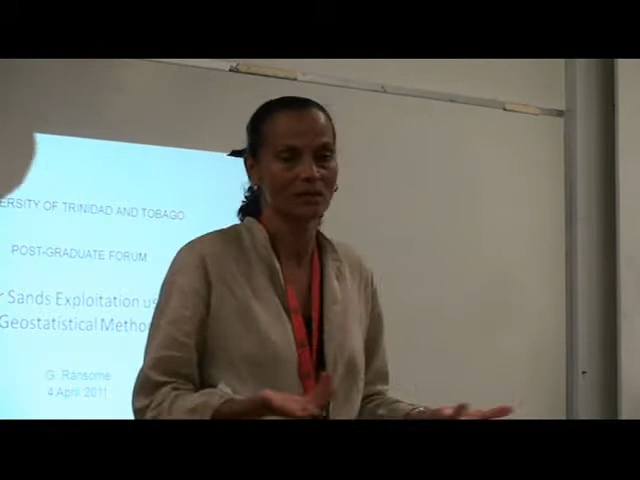 ERSITY OF TRINIDAD AND TOBAGO
POST-GRADUATE FORUM
Sands Exploitation us
Geostatistical Metho
G. Ransome
4 April 2011